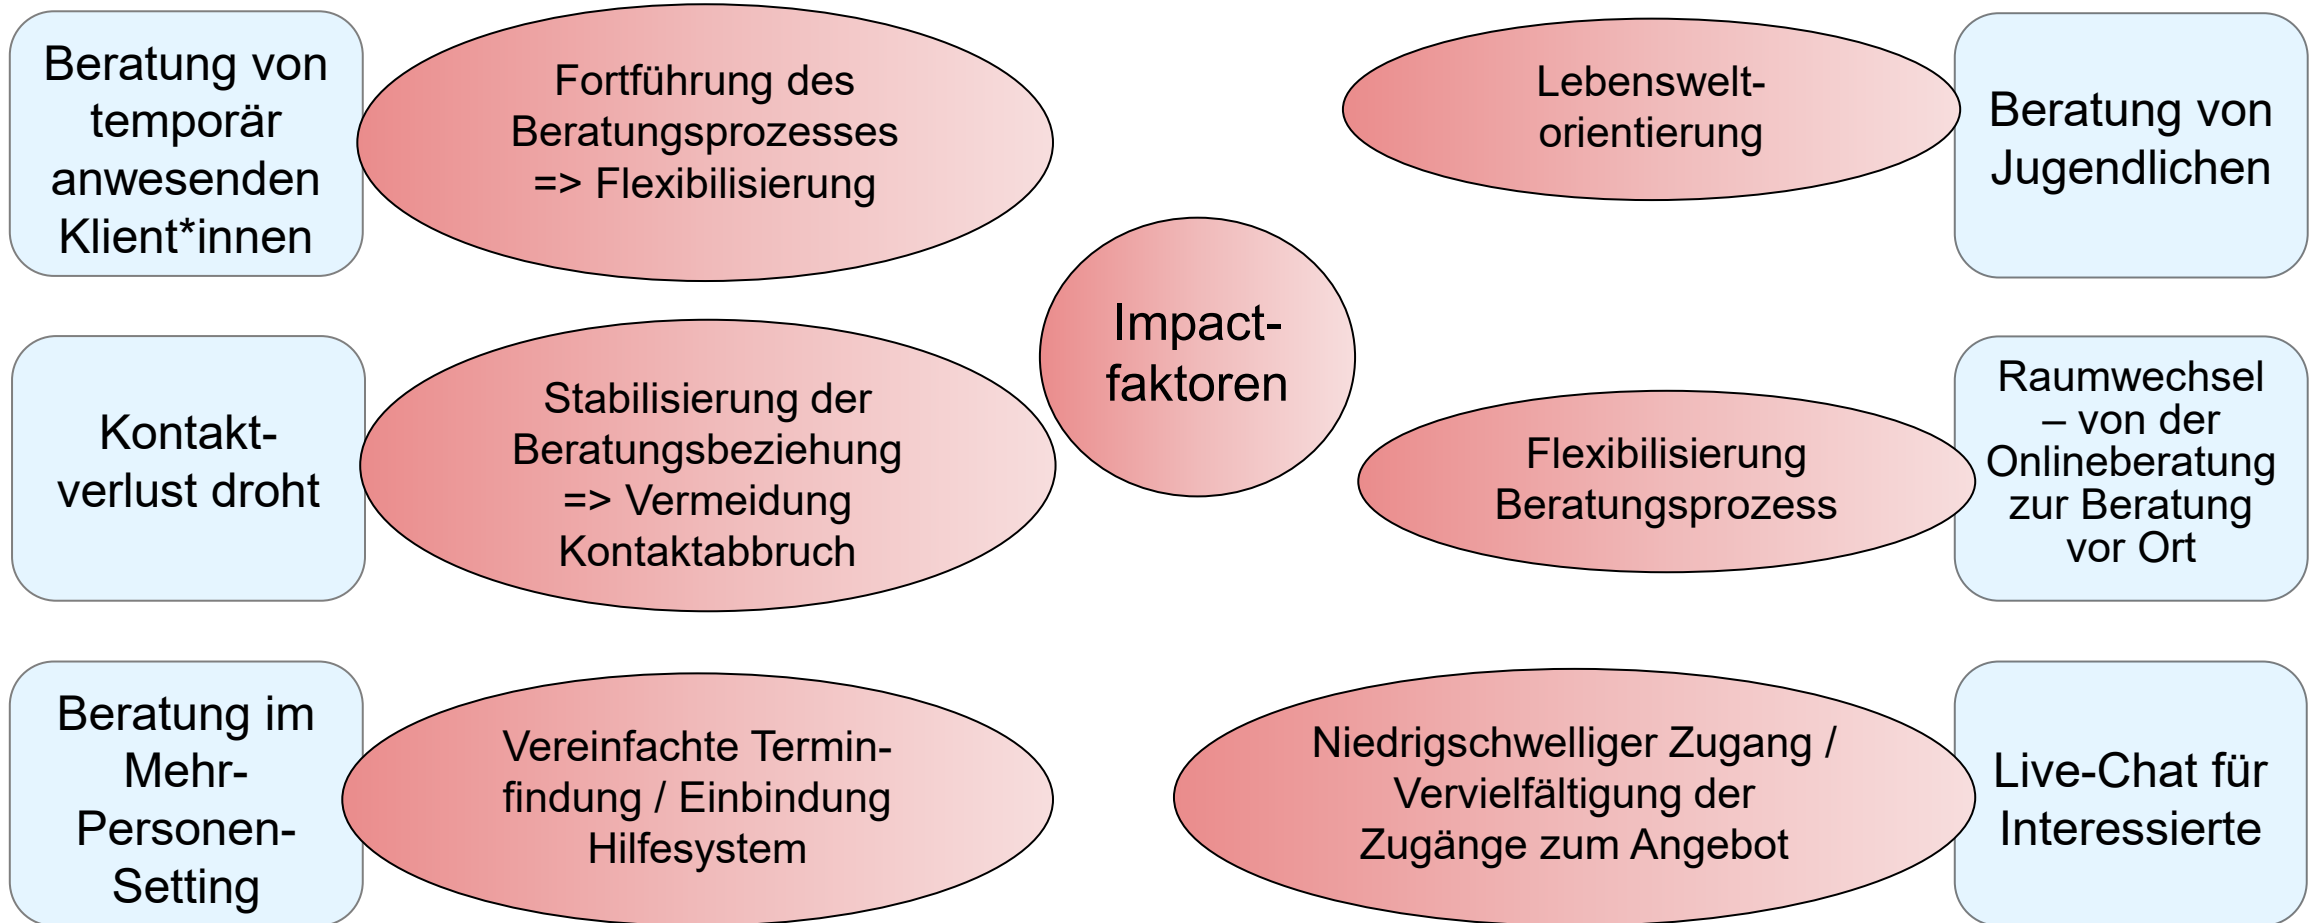 Beratung von
temporär
anwesenden
Klient*innen
Fortführung des
Beratungsprozesses
=> Flexibilisierung
Lebenswelt-
orientierung
Beratung von
Jugendlichen
Impact-
faktoren
Kontakt-
verlust droht
Stabilisierung der
Beratungsbeziehung
=> Vermeidung
Kontaktabbruch
Flexibilisierung
Beratungsprozess
Raumwechsel
– von der
Onlineberatung
zur Beratung
vor Ort
Beratung im
Mehr-
Personen-
Setting
Vereinfachte Termin-
findung / Einbindung
Hilfesystem
Niedrigschwelliger Zugang /
Vervielfältigung der
Zugänge zum Angebot
Live-Chat für
Interessierte